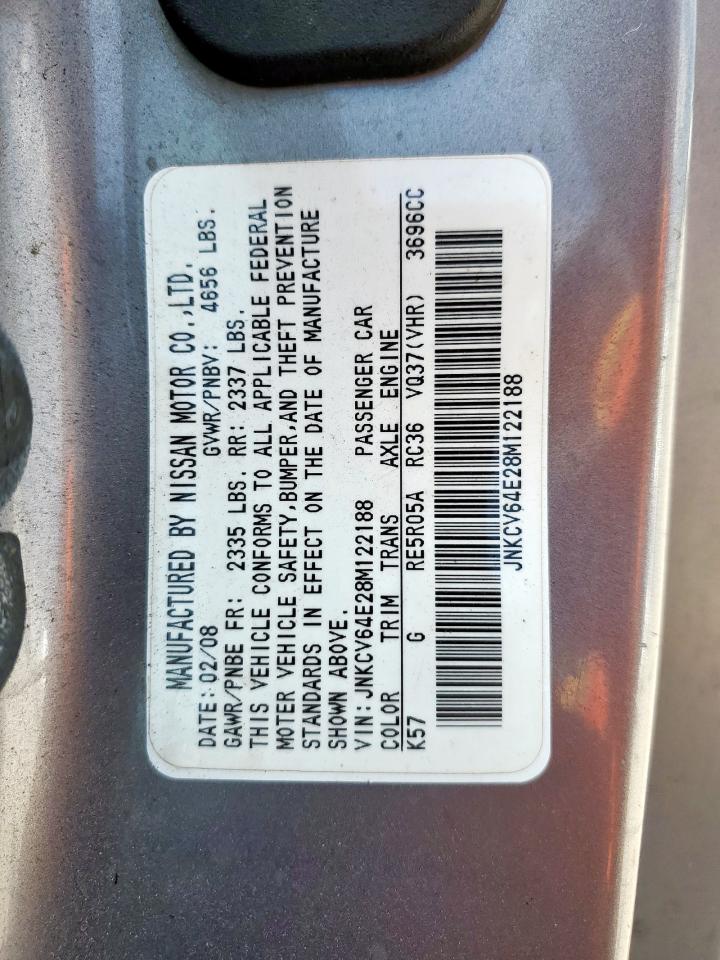 MANUFACTURED BY NISSAN MOTOR CO.,LTD.
DATE:02/08 GVWR/PNBV: 4656 LBS.
GAWR/PNBE FR: 2335 LBS. RR: 2337 LBS.
THIS VEHICLE CONFORMS TO ALL APPLICABLE FEDERAL
MOTER VEHICLE SAFETY,BUMPER,AND THEFT PREVENTION
STANDARDS IN EFFECT ON THE DATE OF MANUFACTURE
SHOWN ABOVE.
VIN:JNKCV64E28M122188 PASSENGER CAR
COLOR TRIM TRANS AXLE ENGINE
K57 G RE5R05A RC36 VQ37(VHR) 3696CC
JNKCV64E28M122188